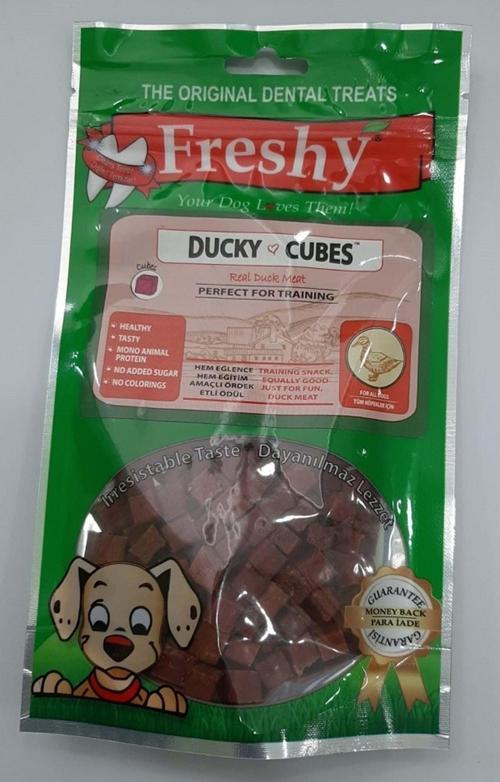 THE ORIGINAL DENTAL TREATS
Freshy®
Your Dog Loves Them!
DUCKY CUBES™
Cubes
Real Duck Meat
PERFECT FOR TRAINING
• HEALTHY
• TASTY
• MONO ANIMAL PROTEIN
• NO ADDED SUGAR
• NO COLORINGS
HEM EGLENCE
HEM EGİTİM
AMAÇLI ÖRDEK
ETLİ ÖDÜL
TRAINING SNACK,
EQUALLY GOOD
JUST FOR FUN,
DUCK MEAT
FOR ALL DOGS
TÜM KÖPEKLER İÇİN
Irresistable Taste Dayanılmaz Lezzet
GUARANTEE
MONEY BACK
PARA İADE
GARANTİSİ